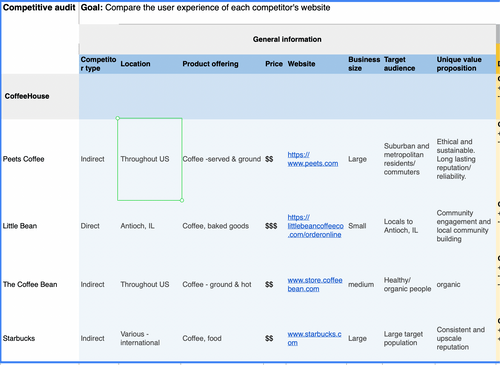 Competitive audit Goal: Compare the user experience of each competitor's website
General information
Competito
r type
Location
Product offering
Price
Website
Business
size
Target
audience
Unique value
proposition
CoffeeHouse
Peets Coffee
Indirect
Throughout US
Coffee -served & ground
$$
https://
www.peets.com
Large
Suburban and
metropolitan
residents/
commuters
Ethical and
sustainable.
Long lasting
reputation/
reliability.
Little Bean
Direct
Antioch, IL
Coffee, baked goods
$$$
https://
littlebeancoffeeco
.com/orderonline
Small
Locals to
Antioch, IL
Community
engagement and
local community
building
The Coffee Bean
Indirect
Throughout US
Coffee - ground & hot
$$
www.store.coffee
bean.com
medium
Healthy/
organic people
organic
Starbucks
Indirect
Various -
international
Coffee, food
$$
www.starbucks.c
om
Large
Large target
population
Consistent and
upscale
reputation